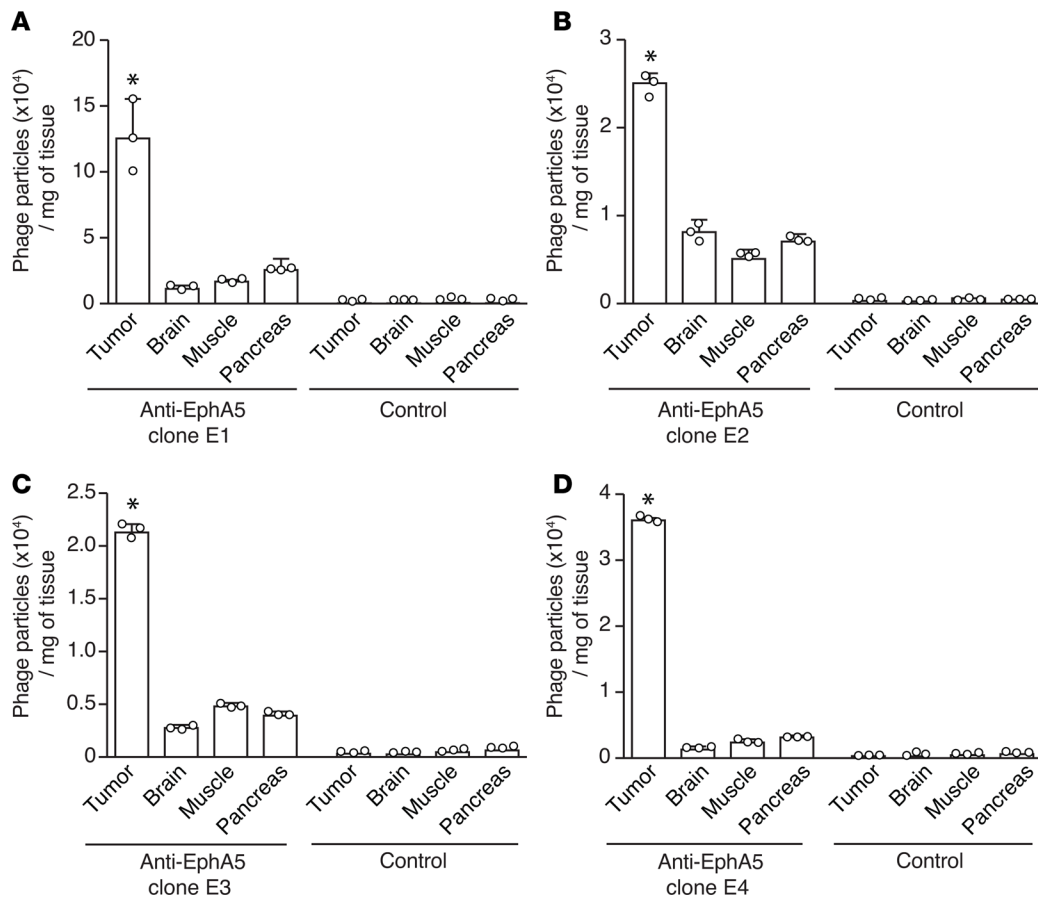 A
Phage particles (x10⁴)
/ mg of tissue
20
15
10
5
0
*
Tumor
Brain
Muscle
Pancreas
Tumor
Brain
Muscle
Pancreas
Anti-EphA5
clone E1
Control
B
Phage particles (x10⁴)
/ mg of tissue
3
2
1
0
*
Tumor
Brain
Muscle
Pancreas
Tumor
Brain
Muscle
Pancreas
Anti-EphA5
clone E2
Control
C
Phage particles (x10⁴)
/ mg of tissue
2.5
2.0
1.5
1.0
0.5
0
*
Tumor
Brain
Muscle
Pancreas
Tumor
Brain
Muscle
Pancreas
Anti-EphA5
clone E3
Control
D
Phage particles (x10⁴)
/ mg of tissue
4
3
2
1
0
*
Tumor
Brain
Muscle
Pancreas
Tumor
Brain
Muscle
Pancreas
Anti-EphA5
clone E4
Control